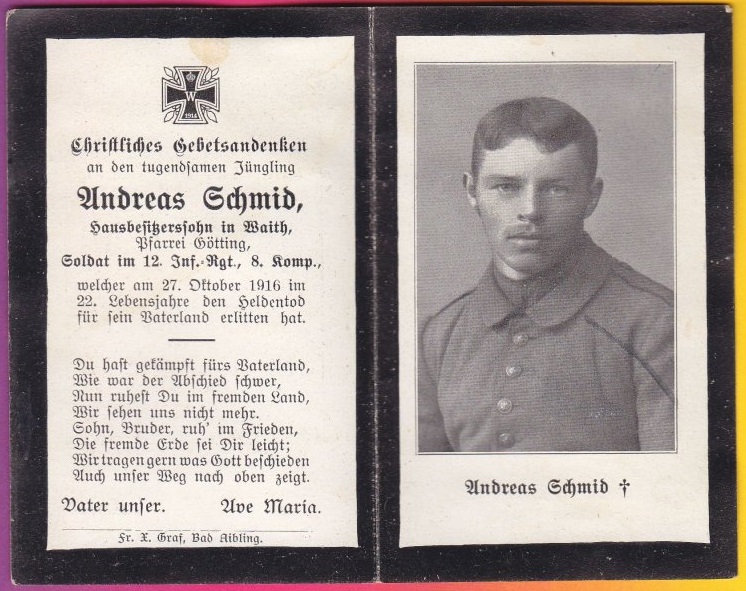 W
1914
Christliches Gebetsandenken
an den tugendsamen Jüngling
Andreas Schmid,
Hausbesitzerssohn in Waith,
Pfarrei Götting,
Soldat im 12. Inf.-Rgt., 8. Komp.,
welcher am 27. Oktober 1916 im
22. Lebensjahre den Heldentod
für sein Vaterland erlitten hat.
Du hast gekämpft fürs Vaterland,
Wie war der Abschied schwer,
Nun ruhest Du im fremden Land,
Wir sehen uns nicht mehr.
Sohn, Bruder, ruh' im Frieden,
Die fremde Erde sei Dir leicht;
Wir tragen gern was Gott beschieden
Auch unser Weg nach oben zeigt.
Vater unser. Ave Maria.
Fr. X. Graf, Bad Aibling.
Andreas Schmid †